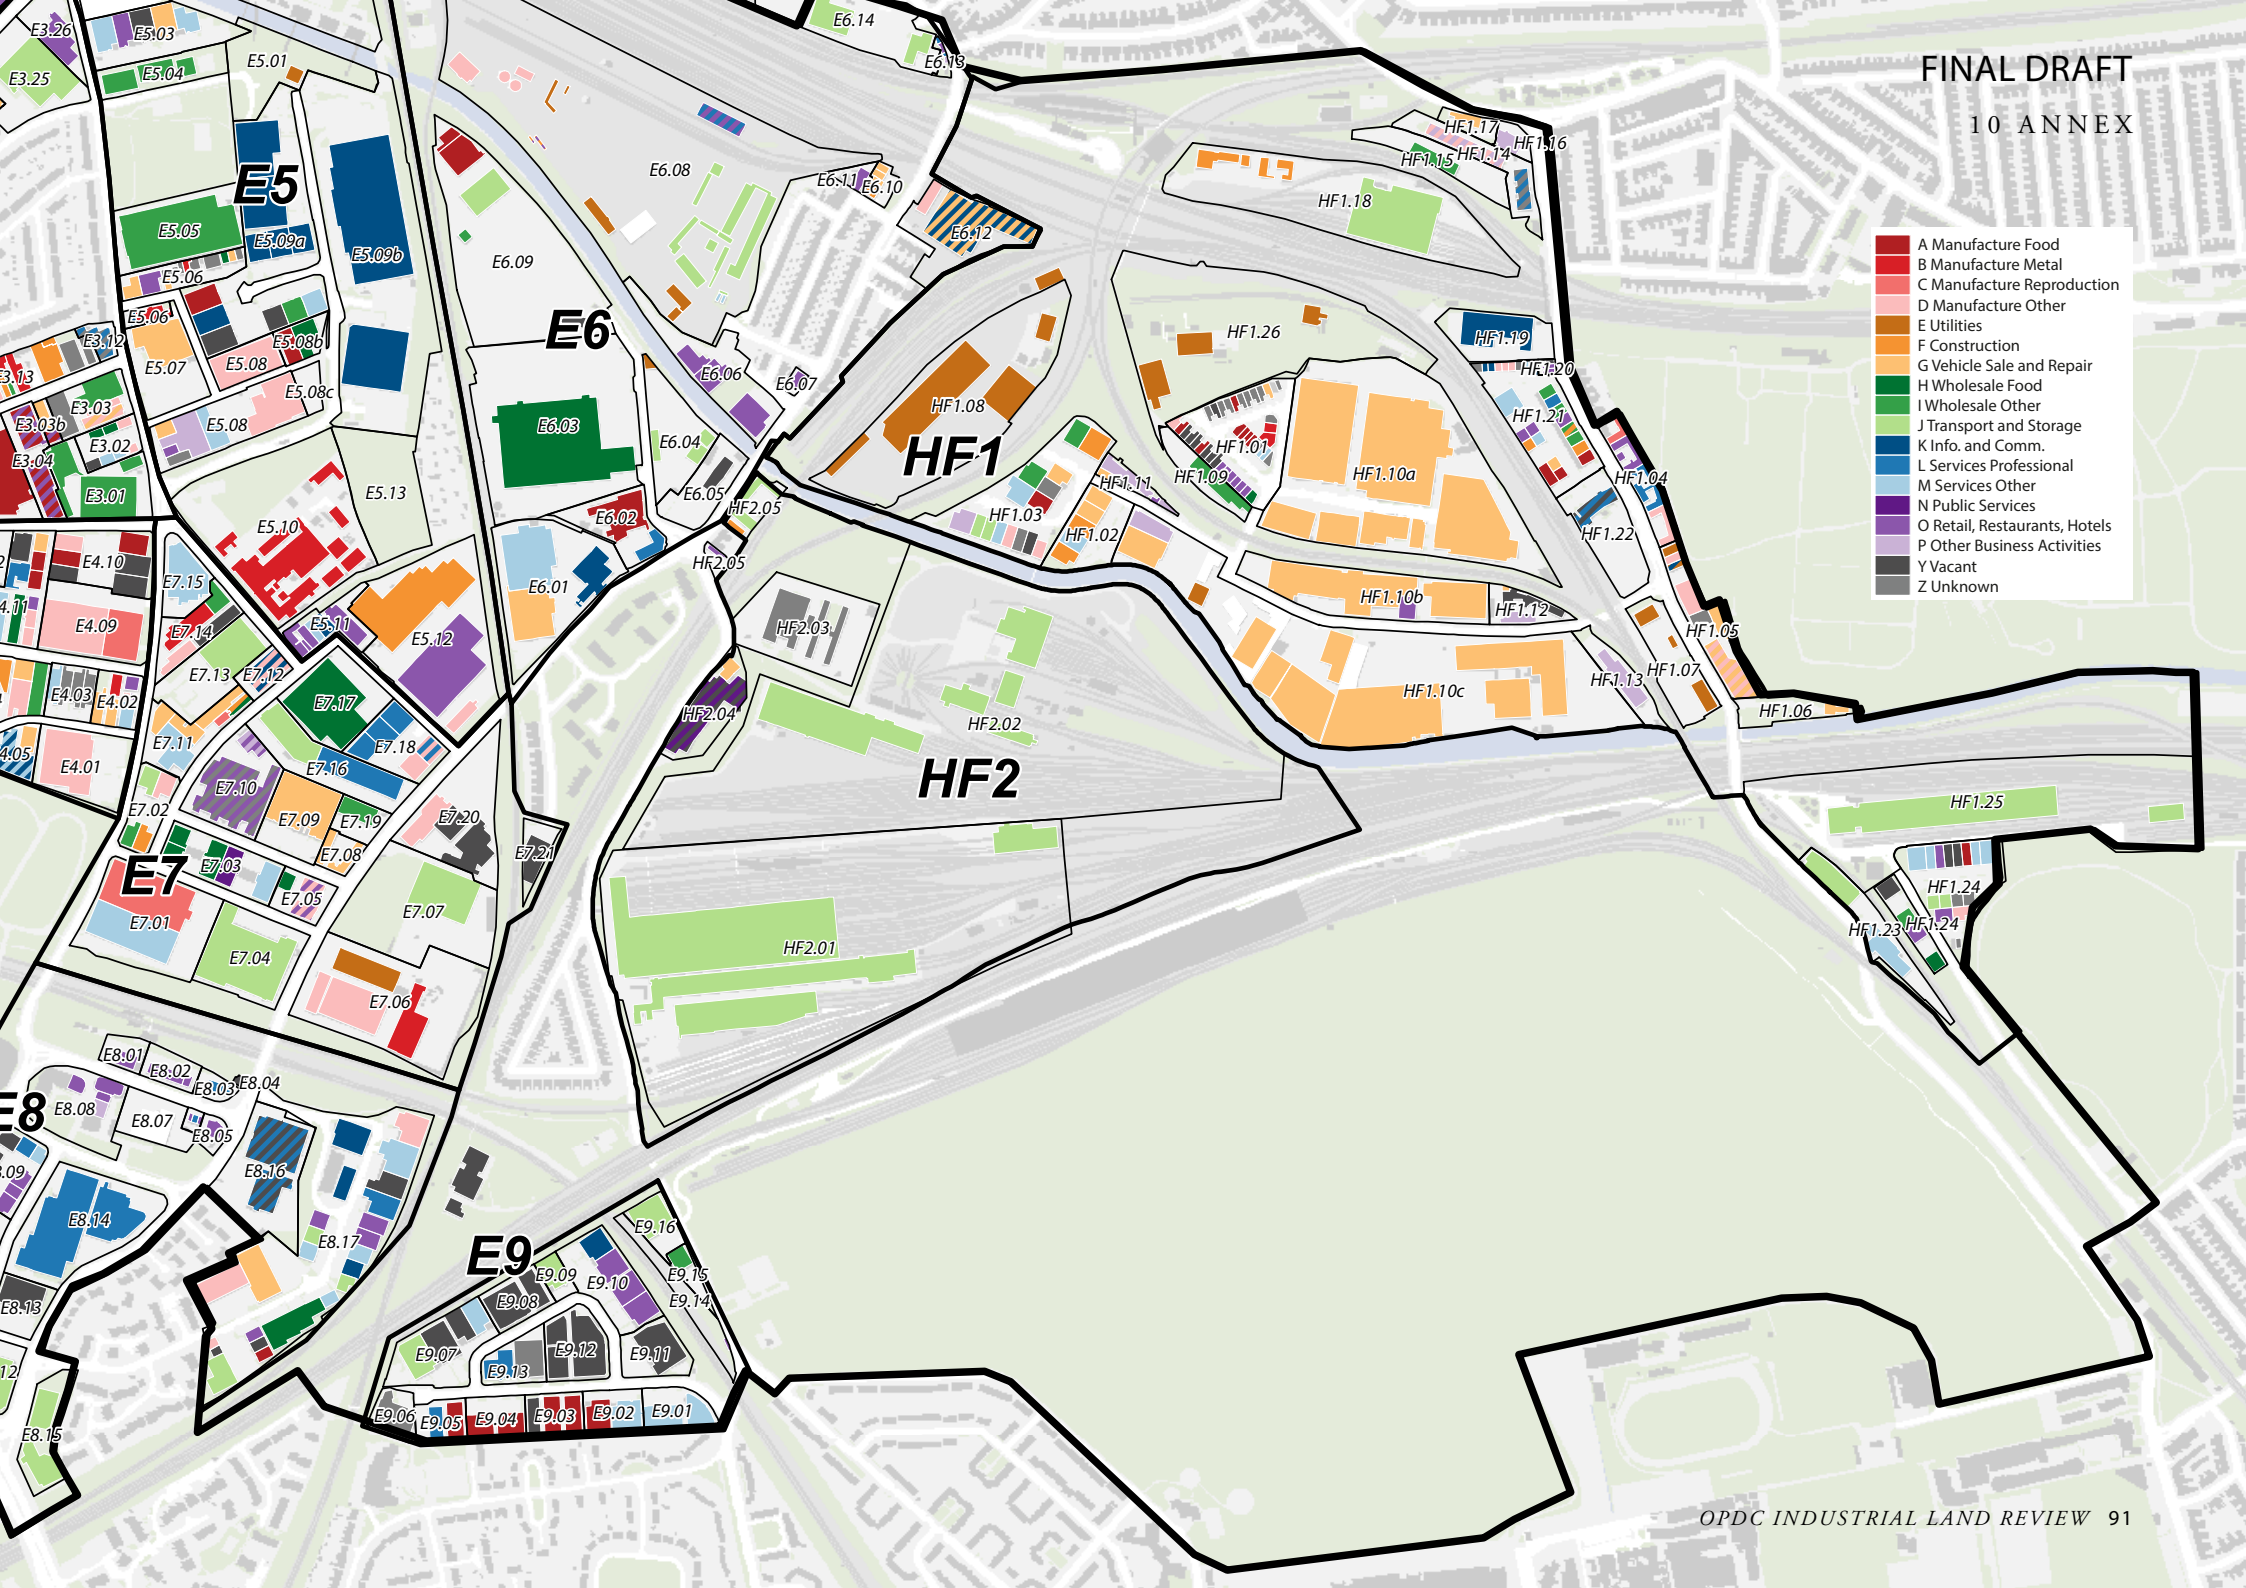 FINAL DRAFT
10 ANNEX
A Manufacture Food
B Manufacture Metal
C Manufacture Reproduction
D Manufacture Other
E Utilities
F Construction
G Vehicle Sale and Repair
H Wholesale Food
I Wholesale Other
J Transport and Storage
K Info. and Comm.
L Services Professional
M Services Other
N Public Services
O Retail, Restaurants, Hotels
P Other Business Activities
Y Vacant
Z Unknown
E3.26
E3.25
E5.03
E5.04
E5.01
E5
E5.05
E5.09a
E5.09b
E5.06
E5.06
E5.07
E5.08
E5.08b
E5.08c
E5.08
E5.13
E5.10
E5.11
E5.12
E3.12
E3.13
E3.03
E3.03b
E3.02
E3.04
E3.01
E4.10
4.11
E4.09
E4.03
E4.02
4.05
E4.01
E6.14
E6.13
E6.08
E6.11
E6.10
E6.12
E6.09
E6
E6.06
E6.07
E6.03
E6.04
E6.05
E6.02
E6.01
HF1.17
HF1.16
HF1.15
HF1.14
HF1.18
HF1.26
HF1.19
HF1.20
HF1.21
HF1.08
HF1
HF1.01
HF1.09
HF1.10a
HF1.11
HF1.03
HF1.02
HF1.04
HF1.22
HF1.10b
HF1.12
HF1.05
HF1.13
HF1.07
HF1.10c
HF1.06
HF1.25
HF1.24
HF1.23
HF1.24
HF2.05
HF2.05
HF2.03
HF2.04
HF2.02
HF2
HF2.01
E7.15
E7.14
E7.13
E7.12
E7.17
E7.11
E7.18
E7.16
E7.10
E7.02
E7.09
E7.19
E7.20
E7.08
E7.21
E7
E7.03
E7.05
E7.07
E7.01
E7.04
E7.06
E8.01
E8.02
E8.03
E8.04
E8
E8.08
E8.07
E8.05
.09
E8.16
E8.14
E8.17
E8.13
12
E8.15
E9
E9.16
E9.09
E9.10
E9.15
E9.14
E9.08
E9.07
E9.12
E9.11
E9.13
E9.06
E9.05
E9.04
E9.03
E9.02
E9.01
OPDC INDUSTRIAL LAND REVIEW 91